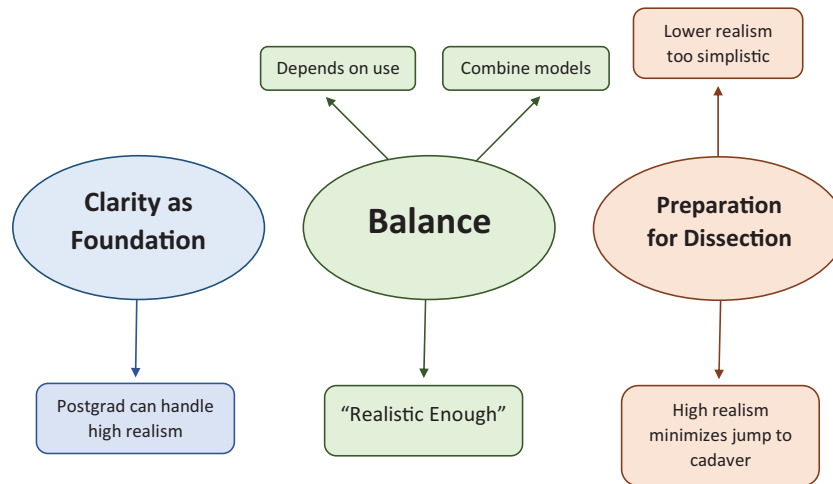 Lower realism
too simplistic
Depends on use
Combine models
Clarity as
Foundation
Balance
Preparation
for Dissection
Postgrad can handle
high realism
“Realistic Enough”
High realism
minimizes jump to
cadaver